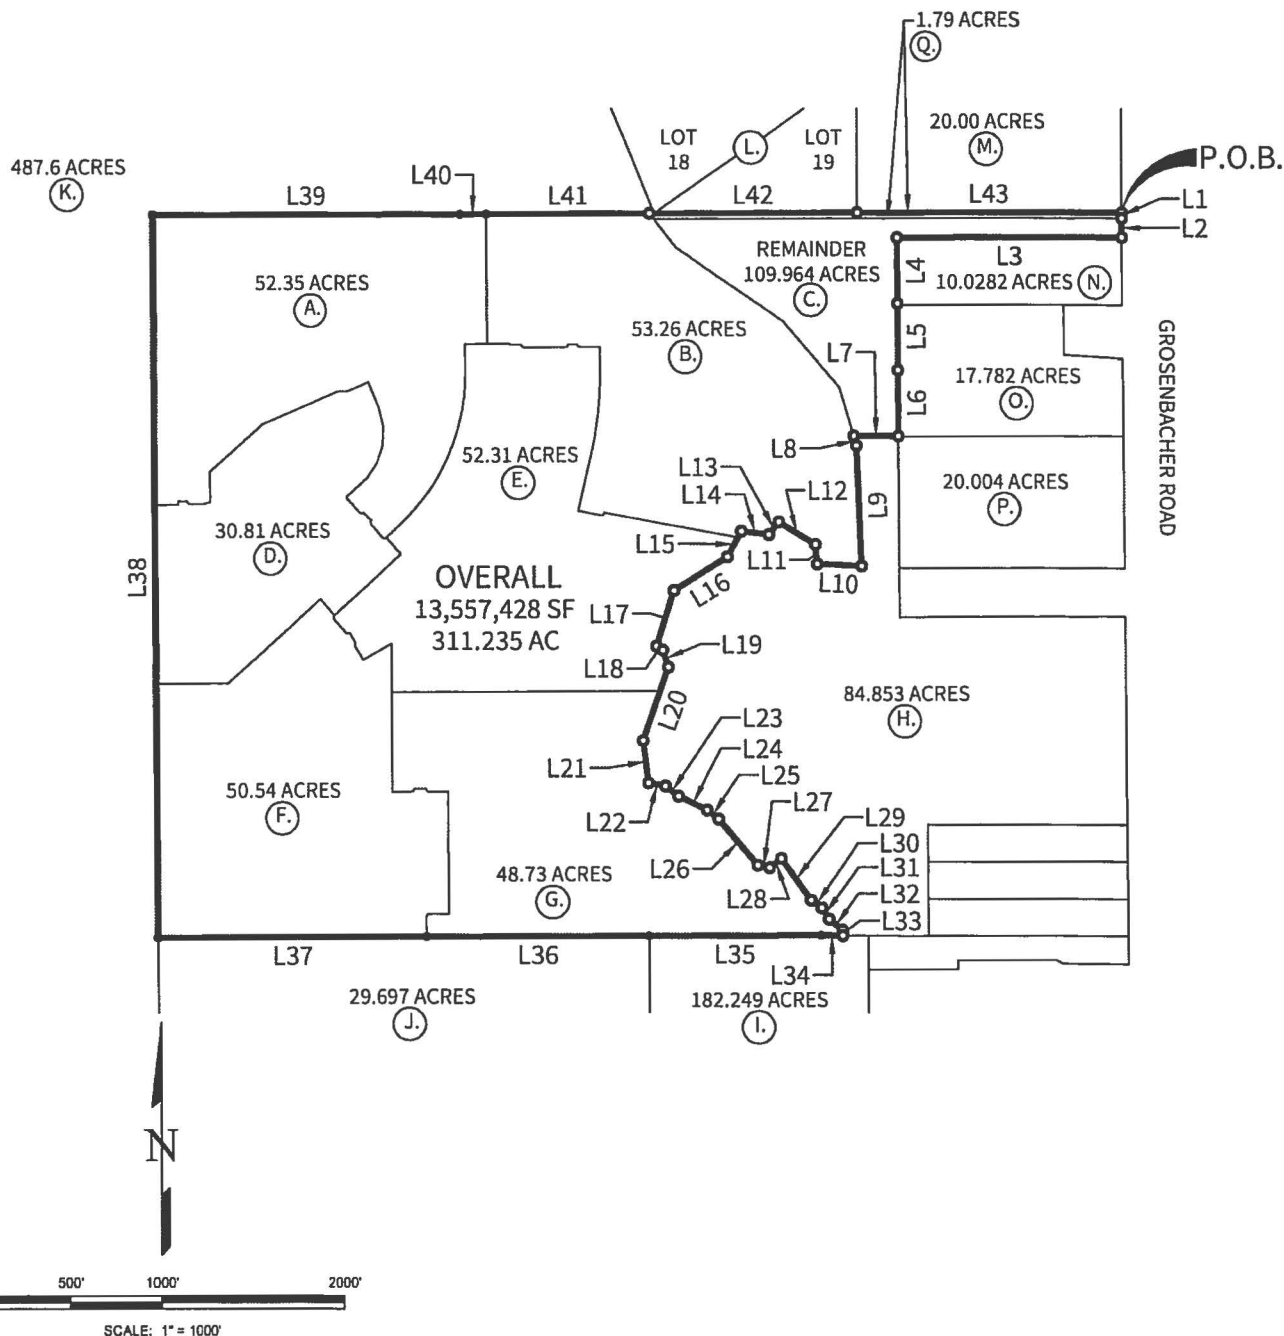 1.79 ACRES
Q.
20.00 ACRES
M.
P.O.B.
LOT
18
L.
LOT
19
487.6 ACRES
K.
L39
L40
L41
L42
L43
L1
L2
REMAINDER
109.964 ACRES
C.
L3
10.0282 ACRES N.
L4
52.35 ACRES
A.
53.26 ACRES
B.
L7
L5
L6
17.782 ACRES
O.
GROSENBACHER ROAD
L8
52.31 ACRES
E.
L13
L14
L12
L9
20.004 ACRES
P.
L15
L11
L10
30.81 ACRES
D.
L38
OVERALL
13,557,428 SF
311.235 AC
L16
L17
L18
L19
L20
84.853 ACRES
H.
L21
L22
L23
L24
L25
L27
50.54 ACRES
F.
L26
L28
L29
L30
L31
L32
L33
48.73 ACRES
G.
L37
L36
L35
L34
29.697 ACRES
J.
182.249 ACRES
I.
N
500' 1000' 2000'
SCALE: 1" = 1000'